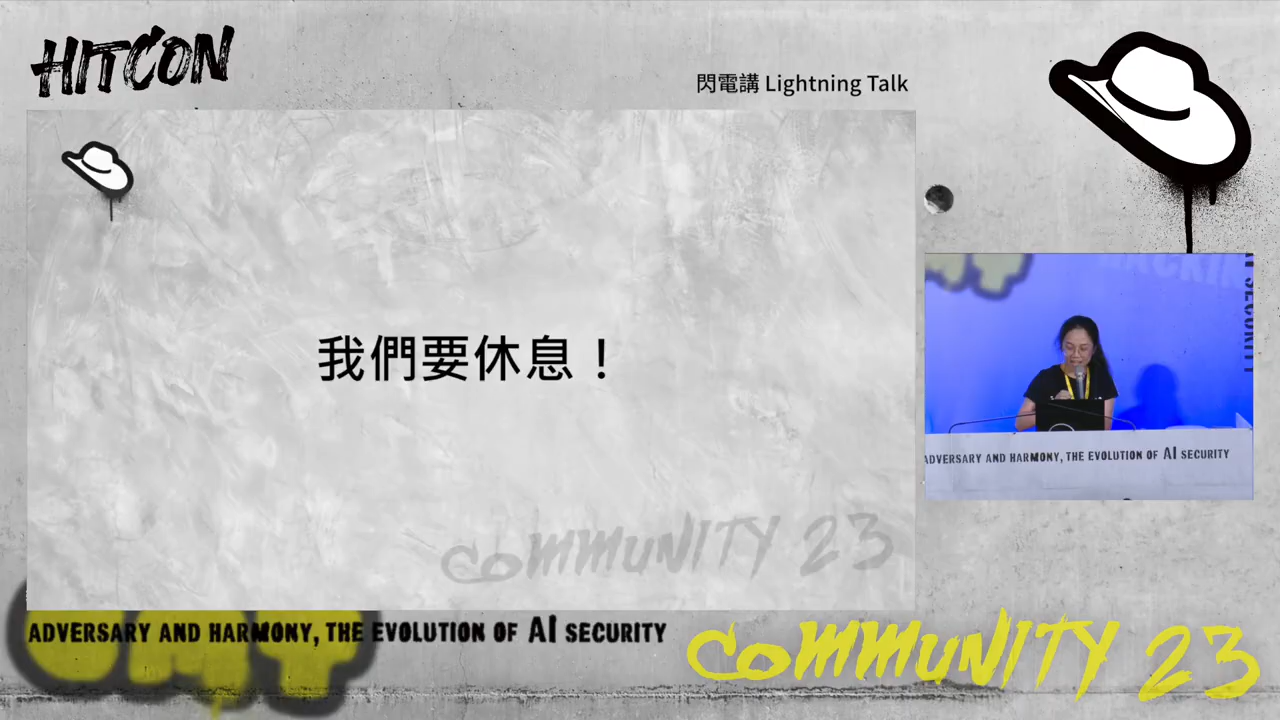 HITCON
閃電講 Lightning Talk
我們要休息！
COMMUNITY 23
ADVERSARY AND HARMONY, THE EVOLUTION OF AI SECURITY
ADVERSARY AND HARMONY, THE EVOLUTION OF AI SECURITY
COMMUNITY 23